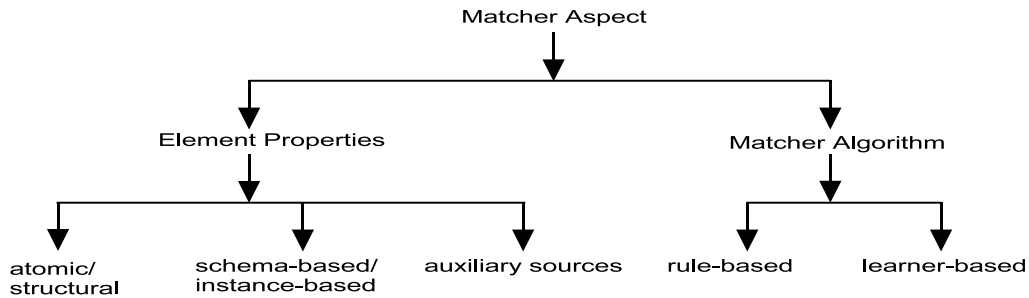 Matcher Aspect
Element Properties
Matcher Algorithm
atomic/
structural
schema-based/
instance-based
auxiliary sources
rule-based
learner-based